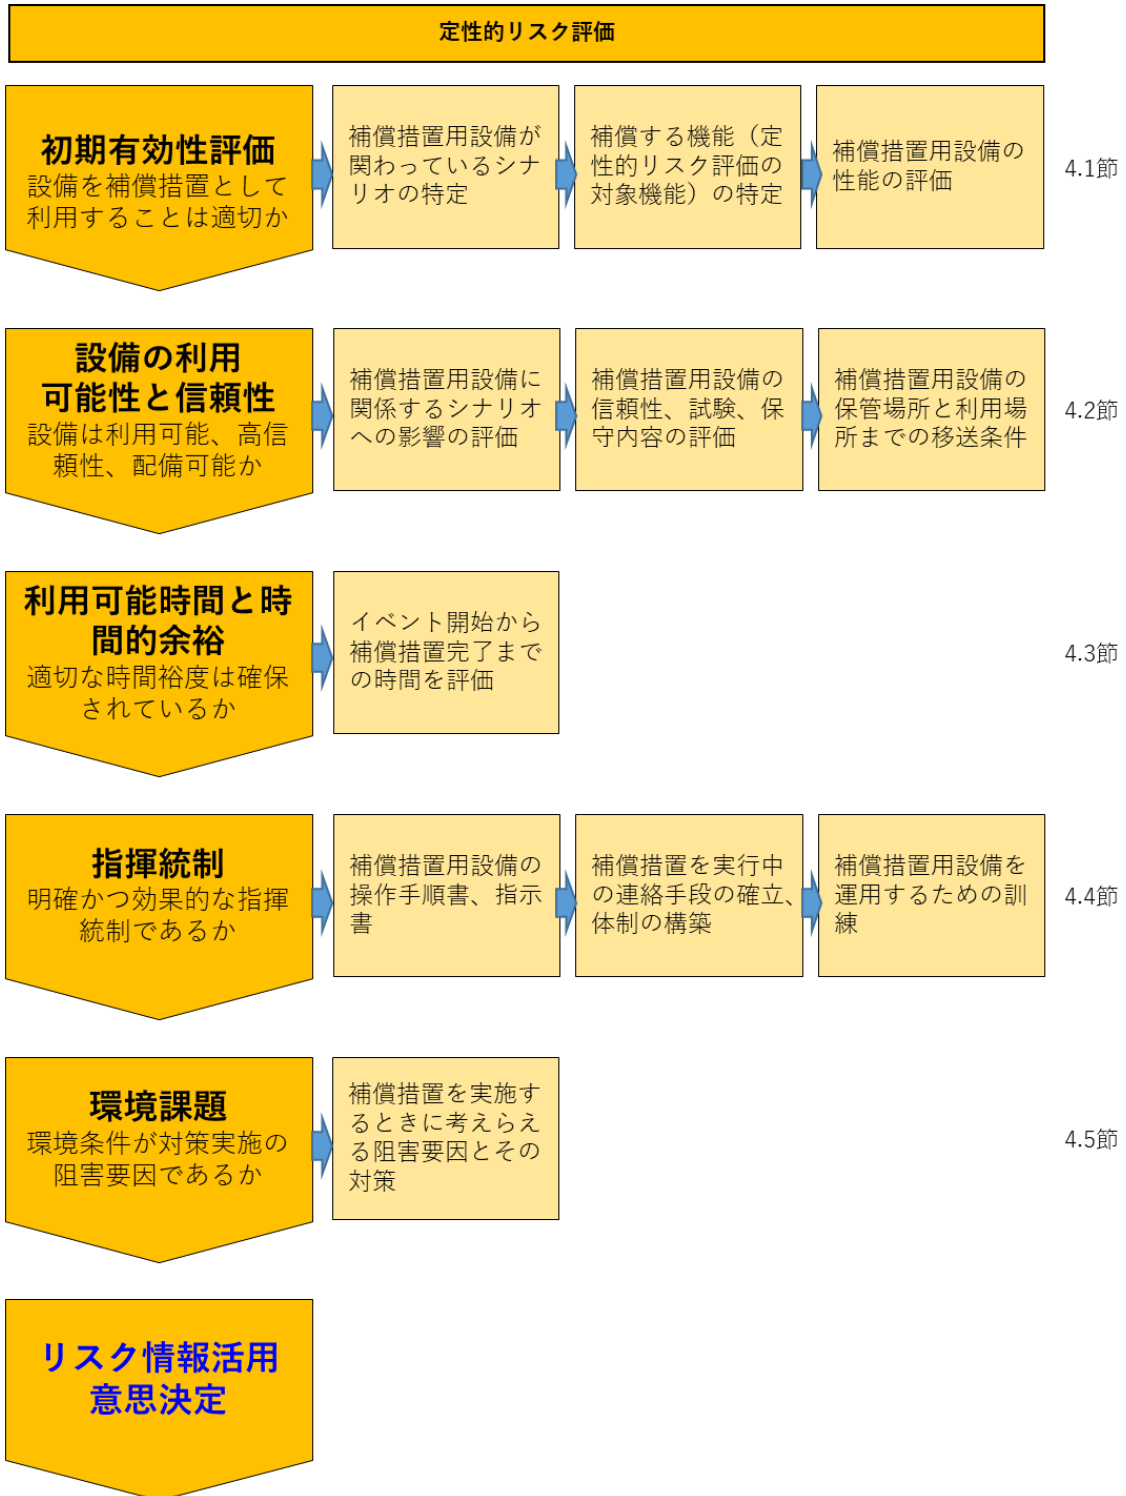 定性的リスク評価
初期有効性評価
設備を補償措置として
利用することは適切か
補償措置用設備が
関わっているシナ
リオの特定
補償する機能（定
性的リスク評価の
対象機能）の特定
補償措置用設備の
性能の評価
4.1節
設備の利用
可能性と信頼性
設備は利用可能、高信
頼性、配備可能か
補償措置用設備に
関係するシナリオ
への影響の評価
補償措置用設備の
信頼性、試験、保
守内容の評価
補償措置用設備の
保管場所と利用場
所までの移送条件
4.2節
利用可能時間と時
間的余裕
適切な時間裕度は確保
されているか
イベント開始から
補償措置完了まで
の時間を評価
4.3節
指揮統制
明確かつ効果的な指揮
統制であるか
補償措置用設備の
操作手順書、指示
書
補償措置を実行中
の連絡手段の確立、
体制の構築
補償措置用設備を
運用するための訓
練
4.4節
環境課題
環境条件が対策実施の
阻害要因であるか
補償措置を実施す
るときに考えらえ
る阻害要因とその
対策
4.5節
リスク情報活用
意思決定